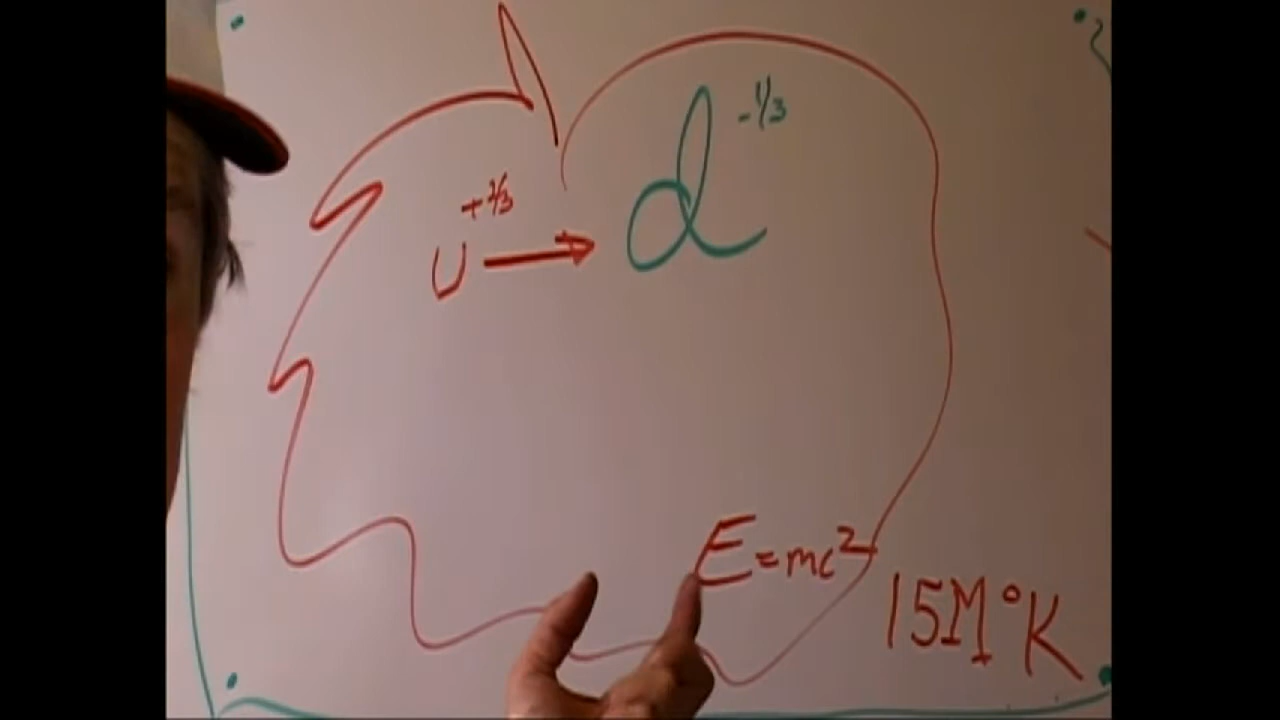 d -1/3
u +2/3 →
E=mc²
15M°K